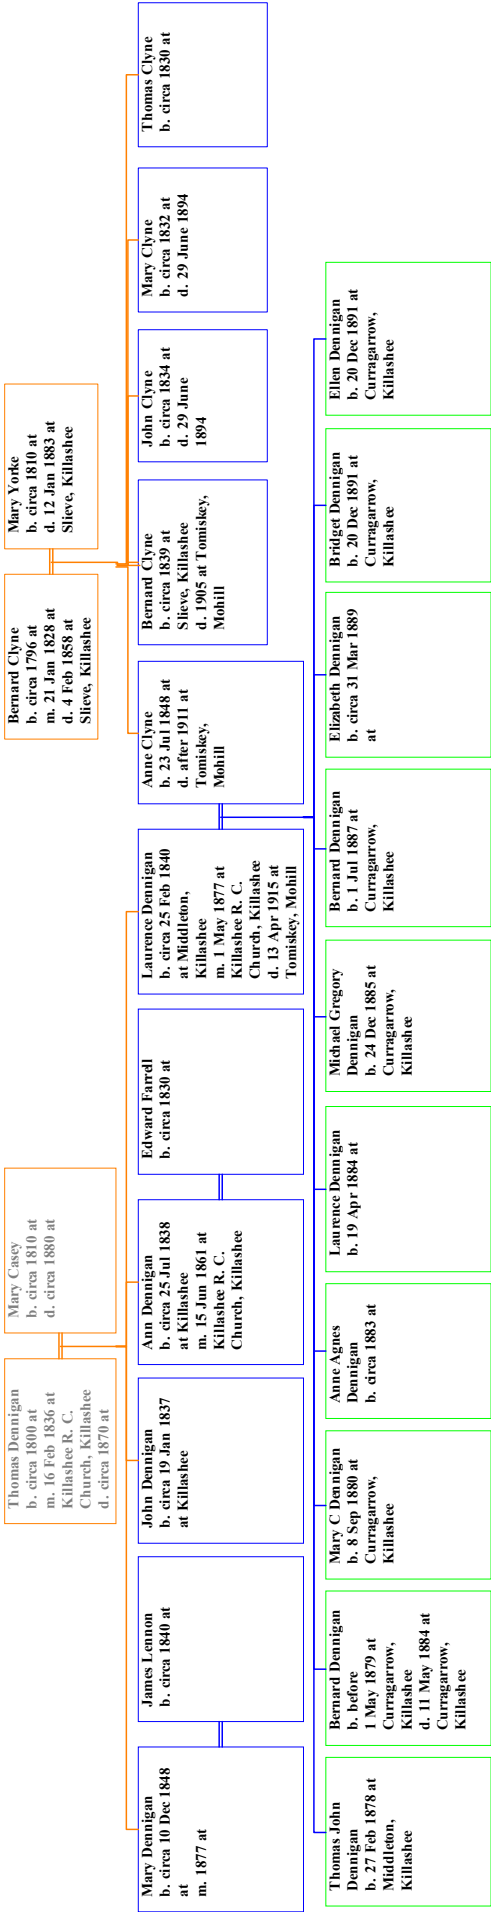 Thomas Dennigan
b. circa 1800 at
m. 16 Feb 1836 at
Killashee R. C.
Church, Killashee
d. circa 1870 at
Mary Casey
b. circa 1810 at
d. circa 1880 at
Bernard Clyne
b. circa 1796 at
m. 21 Jan 1828 at
d. 4 Feb 1858 at
Slieve, Killashee
Mary Yorke
b. circa 1810 at
d. 12 Jan 1883 at
Slieve, Killashee
Mary Dennigan
b. circa 10 Dec 1848
at
m. 1877 at
James Lennon
b. circa 1840 at
John Dennigan
b. circa 19 Jan 1837
at Killashee
Ann Dennigan
b. circa 25 Jul 1838
at Killashee
m. 15 Jun 1861 at
Killashee R. C.
Church, Killashee
Edward Farrell
b. circa 1830 at
Laurence Dennigan
b. circa 25 Feb 1840
at Middleton,
Killashee
m. 1 May 1877 at
Killashee R. C.
Church, Killashee
d. 13 Apr 1915 at
Tomiskey, Mohill
Anne Clyne
b. 23 Jul 1848 at
d. after 1911 at
Tomiskey,
Mohill
Bernard Clyne
b. circa 1839 at
Slieve, Killashee
d. 1905 at Tomiskey,
Mohill
John Clyne
b. circa 1834 at
d. 29 June
1894
Mary Clyne
b. circa 1832 at
d. 29 June 1894
Thomas Clyne
b. circa 1830 at
Thomas John
Dennigan
b. 27 Feb 1878 at
Middleton,
Killashee
Bernard Dennigan
b. before
1 May 1879 at
Curragarrow,
Killashee
d. 11 May 1884 at
Curragarrow,
Killashee
Mary C Dennigan
b. 8 Sep 1880 at
Curragarrow,
Killashee
Anne Agnes
Dennigan
b. circa 1883 at
Laurence Dennigan
b. 19 Apr 1884 at
Michael Gregory
Dennigan
b. 24 Dec 1885 at
Curragarrow,
Killashee
Bernard Dennigan
b. 1 Jul 1887 at
Curragarrow,
Killashee
Elizabeth Dennigan
b. circa 31 Mar 1889
at
Bridget Dennigan
b. 20 Dec 1891 at
Curragarrow,
Killashee
Ellen Dennigan
b. 20 Dec 1891 at
Curragarrow,
Killashee